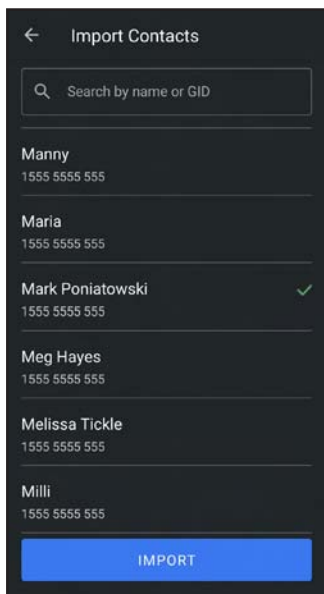 Import Contacts
Search by name or GID
Manny
1555 5555 555
Maria
1555 5555 555
Mark Poniatowski
1555 5555 555
Meg Hayes
1555 5555 555
Melissa Tickle
1555 5555 555
Milli
1555 5555 555
IMPORT